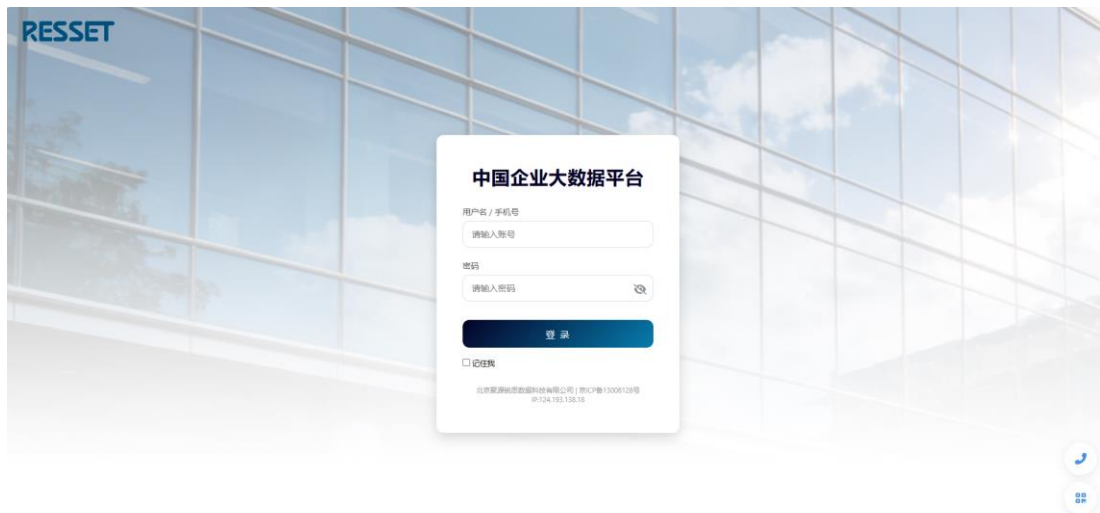 RESSET
中国企业大数据平台
用户名 / 手机号
请输入账号
密码
请输入密码
登 录
记住我
北京聚源锐思数据科技有限公司 | 京ICP备15008128号
IP:124.193.138.18